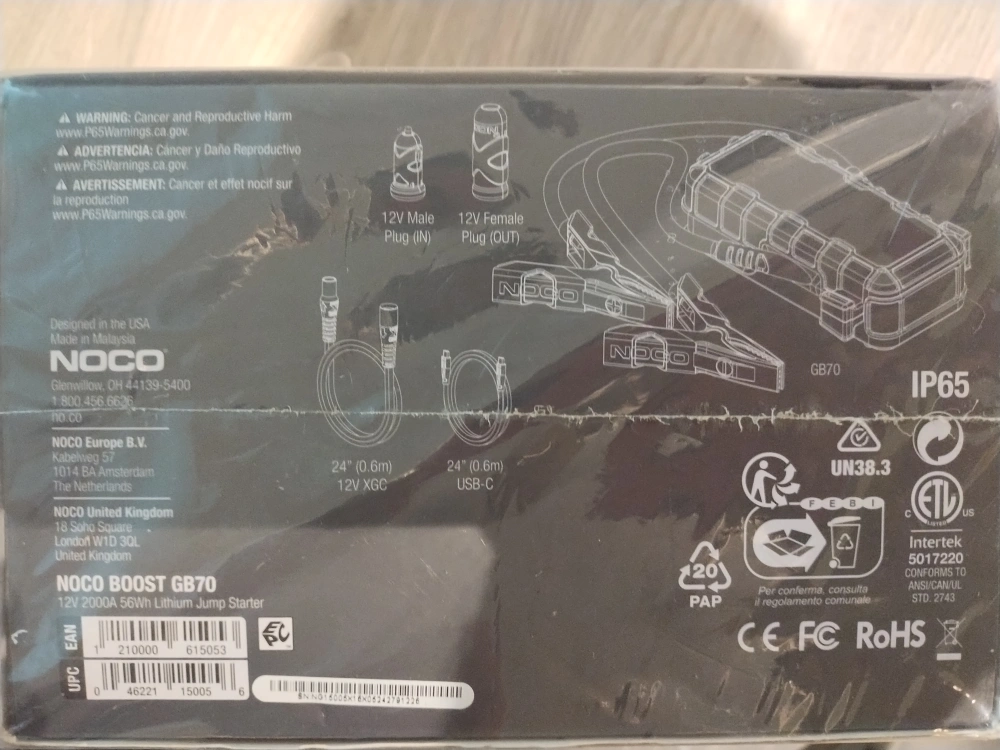 ⚠ WARNING: Cancer and Reproductive Harm
www.P65Warnings.ca.gov.
⚠ ADVERTENCIA: Cáncer y Daño Reproductivo
www.P65Warnings.ca.gov.
⚠ AVERTISSEMENT: Cancer et effet nocif sur
la reproduction
www.P65Warnings.ca.gov.
12V Male
Plug (IN)
12V Female
Plug (OUT)
NOCO
NOCO
GB70
24" (0.6m)
12V XGC
24" (0.6m)
USB-C
Designed in the USA
Made in Malaysia
NOCO
Glenwillow, OH 44139-5400
1 800 456 6626
no.co
NOCO Europe B.V.
Kabelweg 57
1014 BA Amsterdam
The Netherlands
NOCO United Kingdom
18 Soho Square
London W1D 3QL
United Kingdom
NOCO BOOST GB70
12V 2000A 56Wh Lithium Jump Starter
EAN
1 210000 615053
UPC
0 46221 15005 6
EPC
IP65
UN38.3
FEBI
C ETL US
LISTED
Intertek
5017220
CONFORMS TO
ANSI/CAN/UL
STD. 2743
20
PAP
Per conferma, consulta
il regolamento comunale
CE FC RoHS